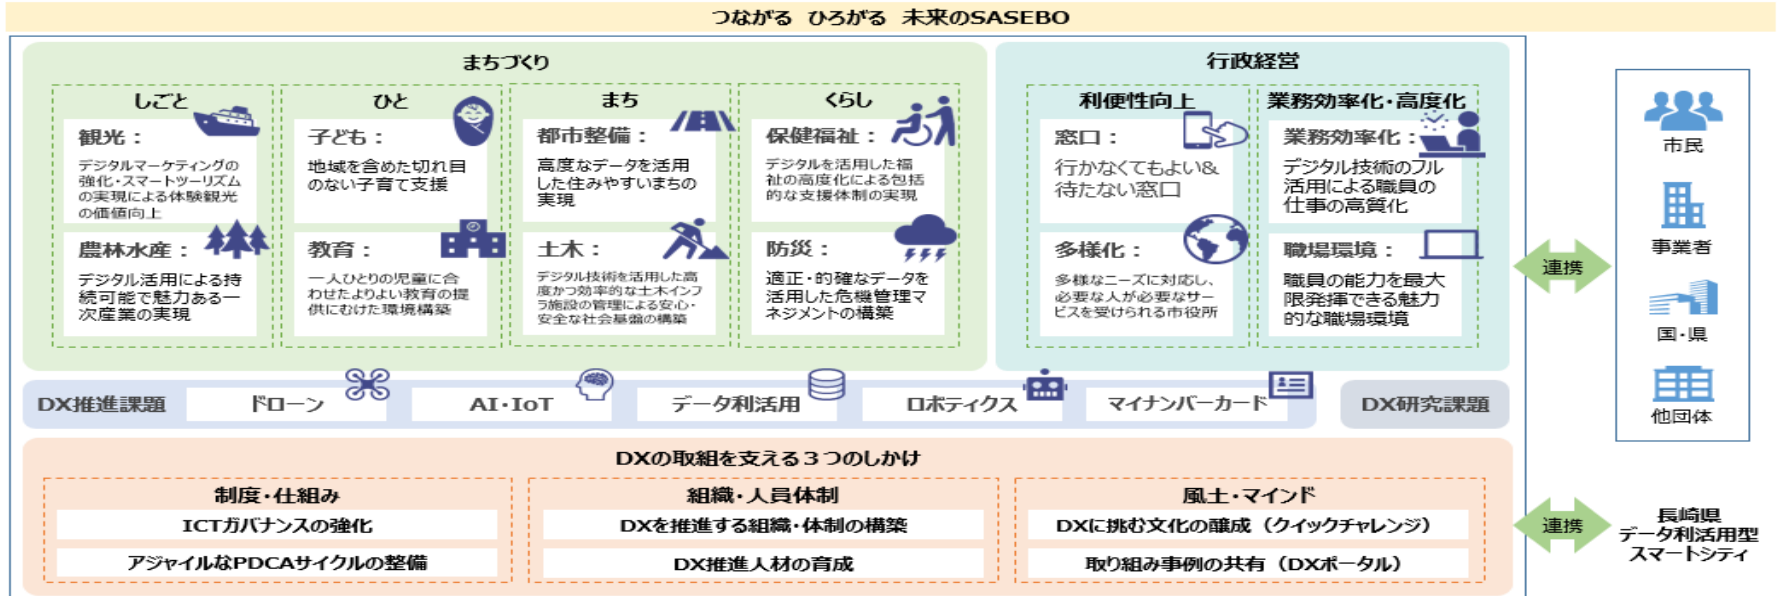 つながる ひろがる 未来のSASEBO
まちづくり
しごと
観光：
デジタルマーケティングの
強化・スマートツーリズム
の実現による体験観光
の価値向上
農林水産：
デジタル活用による持
続可能で魅力ある一
次産業の実現
ひと
子ども：
地域を含めた切れ目
のない子育て支援
教育：
一人ひとりの児童に合
わせたよりよい教育の提
供にむけた環境構築
まち
都市整備：
高度なデータを活用
した住みやすいまちの
実現
土木：
デジタル技術を活用した高
度かつ効率的な土木インフ
ラ施設の管理による安心・
安全な社会基盤の構築
くらし
保健福祉：
デジタルを活用した福
祉の高度化による包括
的な支援体制の実現
防災：
適正・的確なデータを
活用した危機管理マ
ネジメントの構築
行政経営
利便性向上
窓口：
行かなくてもよい&
待たない窓口
多様化：
多様なニーズに対応し、
必要な人が必要なサー
ビスを受けられる市役所
業務効率化・高度化
業務効率化：
デジタル技術のフル
活用による職員の
仕事の高質化
職場環境：
職員の能力を最大
限発揮できる魅力
的な職場環境
DX推進課題
ドローン
AI・IoT
データ利活用
ロボティクス
マイナンバーカード
DX研究課題
DXの取組を支える３つのしかけ
制度・仕組み
ICTガバナンスの強化
アジャイルなPDCAサイクルの整備
組織・人員体制
DXを推進する組織・体制の構築
DX推進人材の育成
風土・マインド
DXに挑む文化の醸成（クイックチャレンジ）
取り組み事例の共有（DXポータル）
連携
市民
事業者
国・県
他団体
連携
長崎県
データ利活用型
スマートシティ